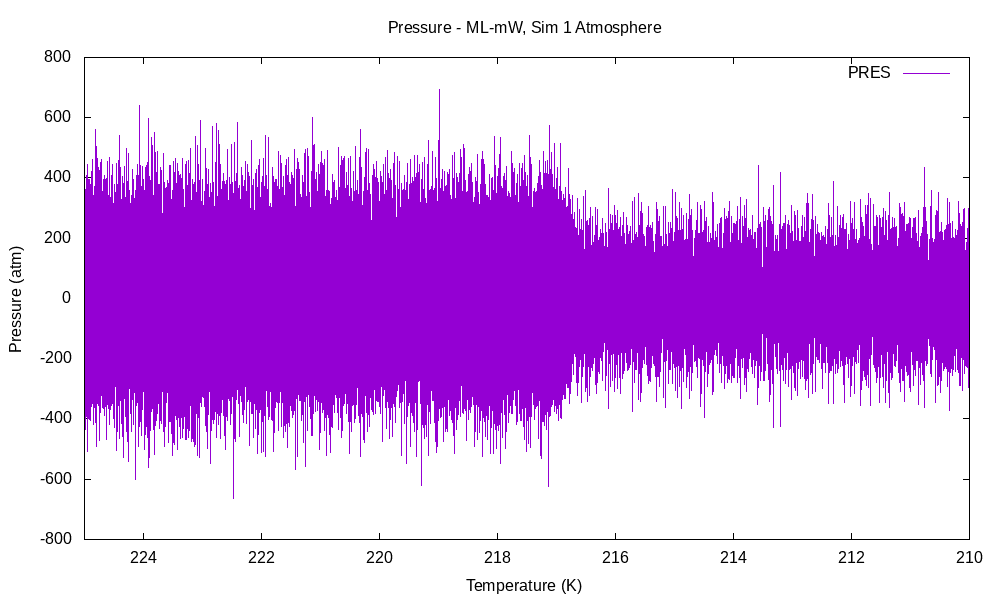 Pressure - ML-mW, Sim 1 Atmosphere
PRES
800
600
400
200
0
-200
-400
-600
-800
Pressure (atm)
224 222 220 218 216 214 212 210
Temperature (K)